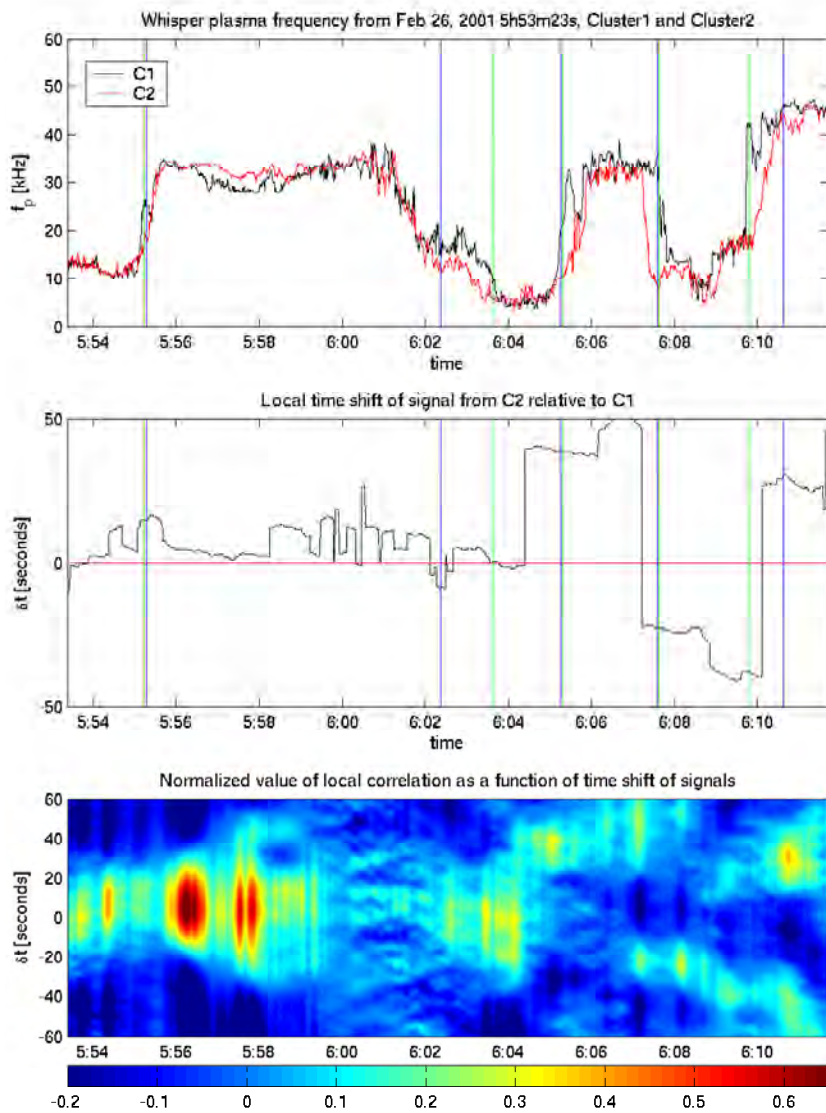 Whisper plasma frequency from Feb 26, 2001 5h53m23s, Cluster1 and Cluster2
60
50
40
30
20
10
0
f_p [kHz]
C1
C2
5:54 5:56 5:58 6:00 6:02 6:04 6:06 6:08 6:10
time
Local time shift of signal from C2 relative to C1
50
0
-50
δt [seconds]
5:54 5:56 5:58 6:00 6:02 6:04 6:06 6:08 6:10
time
Normalized value of local correlation as a function of time shift of signals
60
40
20
0
-20
-40
-60
δt [seconds]
5:54 5:56 5:58 6:00 6:02 6:04 6:06 6:08 6:10
-0.2 -0.1 0 0.1 0.2 0.3 0.4 0.5 0.6